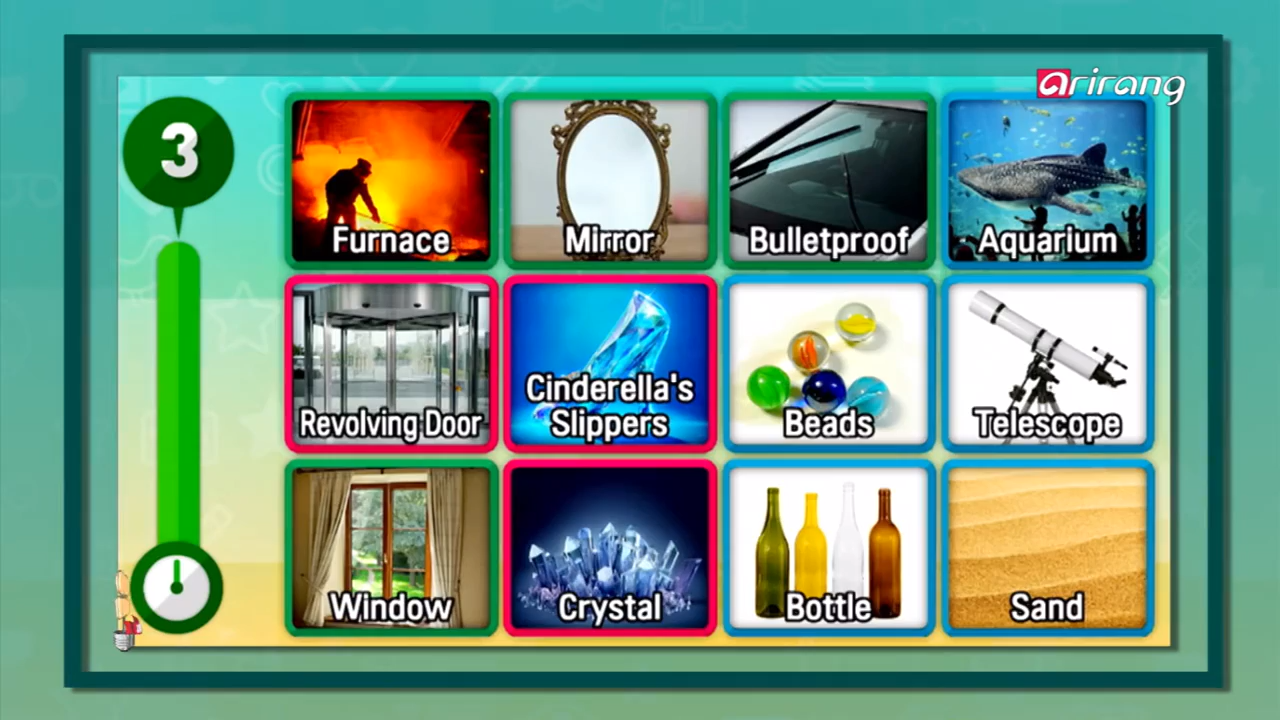 arirang
3
Furnace
Mirror
Bulletproof
Aquarium
Revolving Door
Cinderella's
Slippers
Beads
Telescope
Window
Crystal
Bottle
Sand